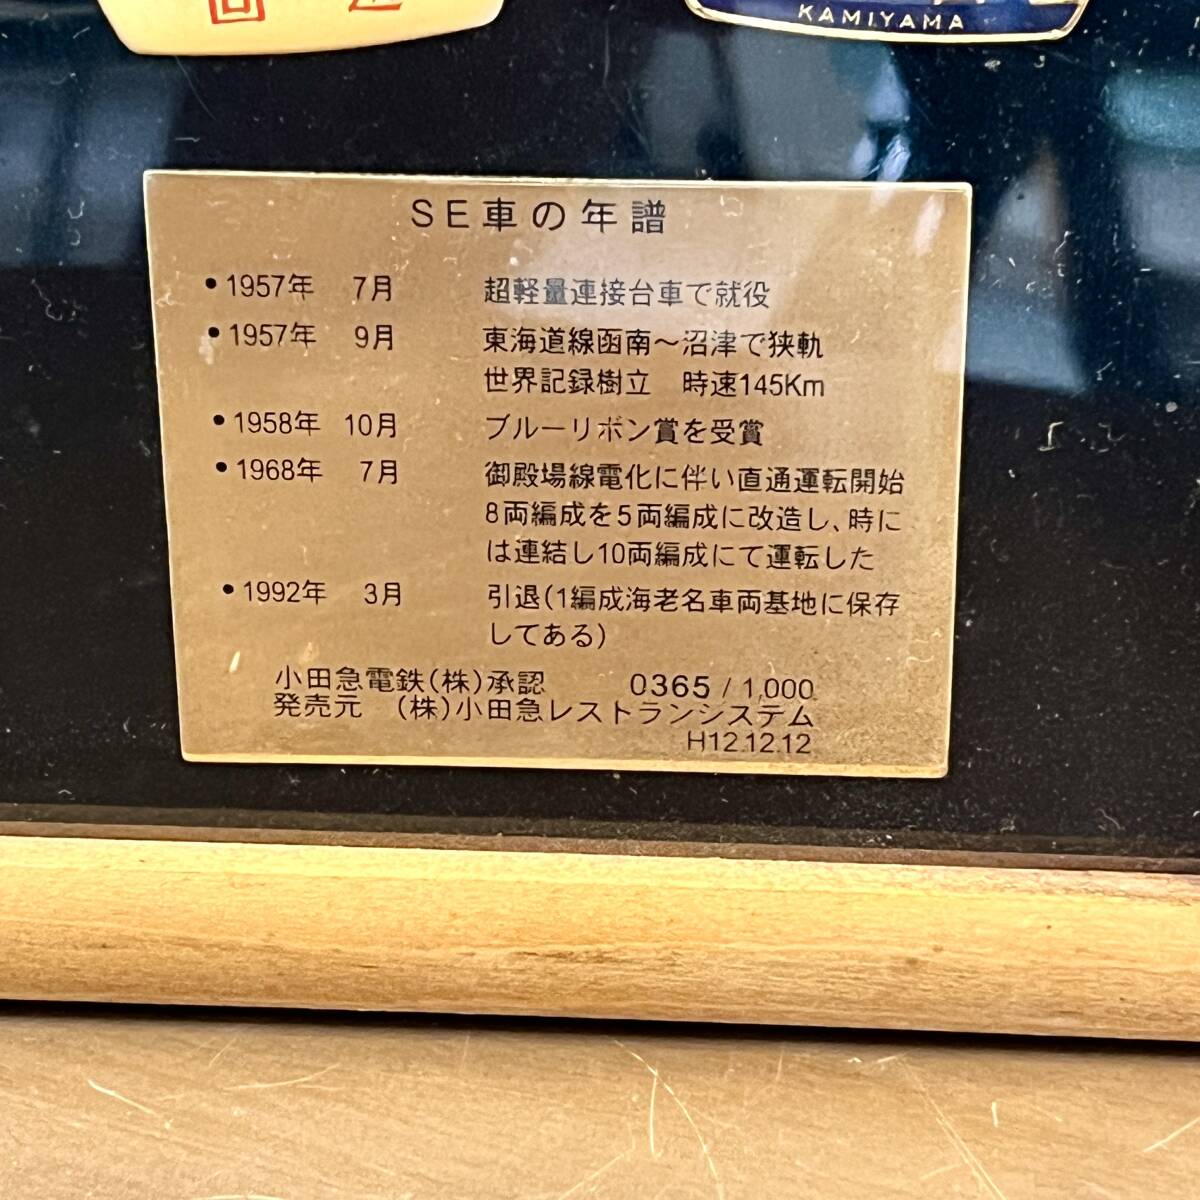 KAMIYAMA
SE車の年譜
•1957年 7月 超軽量連接台車で就役
•1957年 9月 東海道線函南〜沼津で狭軌
世界記録樹立 時速145Km
•1958年 10月 ブルーリボン賞を受賞
•1968年 7月 御殿場線電化に伴い直通運転開始
8両編成を5両編成に改造し、時に
は連結し10両編成にて運転した
•1992年 3月 引退(1編成海老名車両基地に保存
してある)
小田急電鉄(株)承認 0365 / 1,000
発売元 (株)小田急レストランシステム
H12.12.12